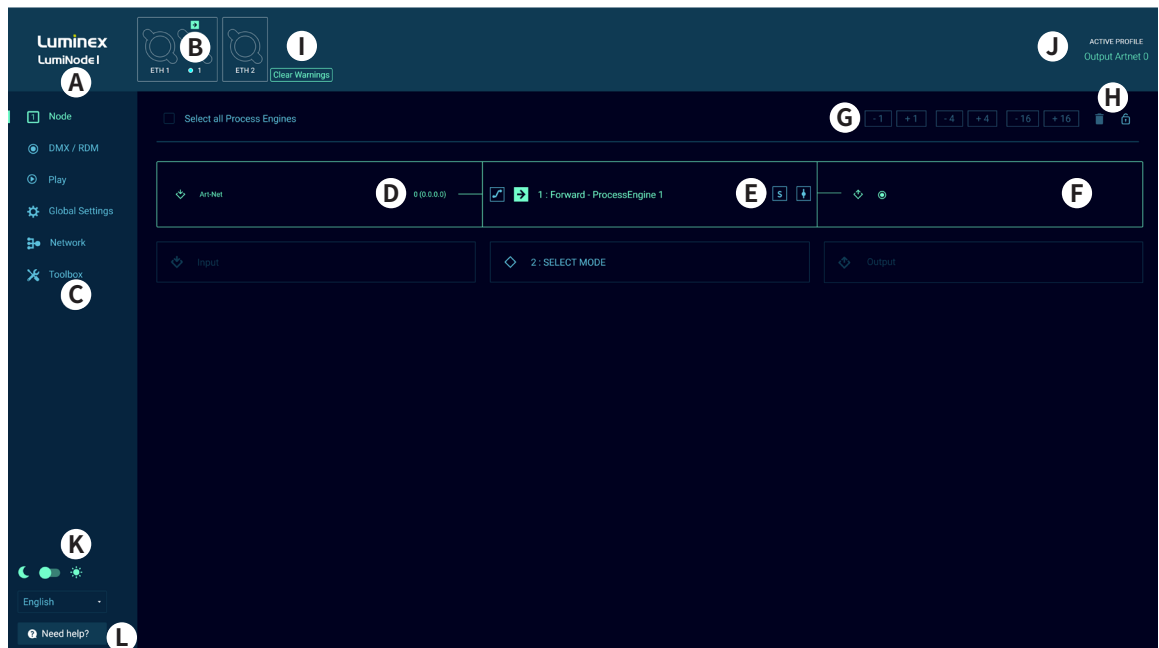 Luminex
LumiNode I
A
B
ETH 1
1
ETH 2
I
Clear Warnings
J
ACTIVE PROFILE
Output Artnet 0
1
Node
DMX / RDM
Play
Global Settings
Network
Toolbox
C
Select all Process Engines
G
- 1
+ 1
- 4
+ 4
- 16
+ 16
H
Art-Net
D
0 (0.0.0.0)
1 : Forward - ProcessEngine 1
E
S
F
Input
2 : SELECT MODE
Output
K
English
? Need help?
L